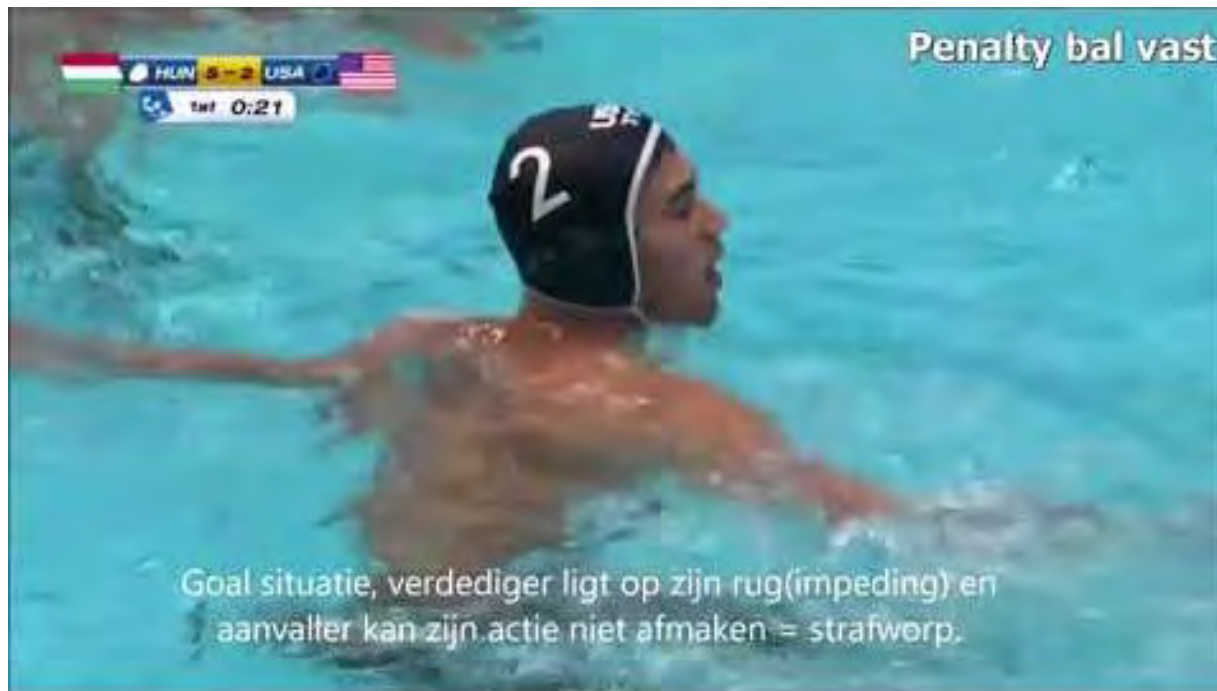 Penalty bal vast
HUN 5 - 2 USA
1st 0:21
2
Goal situatie, verdediger ligt op zijn rug(impeding) en
aanvaller kan zijn actie niet afmaken = strafworp.